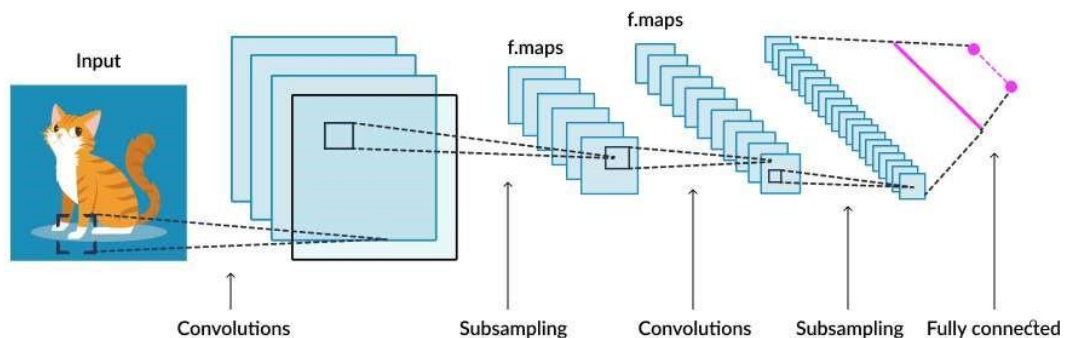 f.maps
f.maps
Input
Convolutions
Subsampling
Convolutions
Subsampling
Fully connected